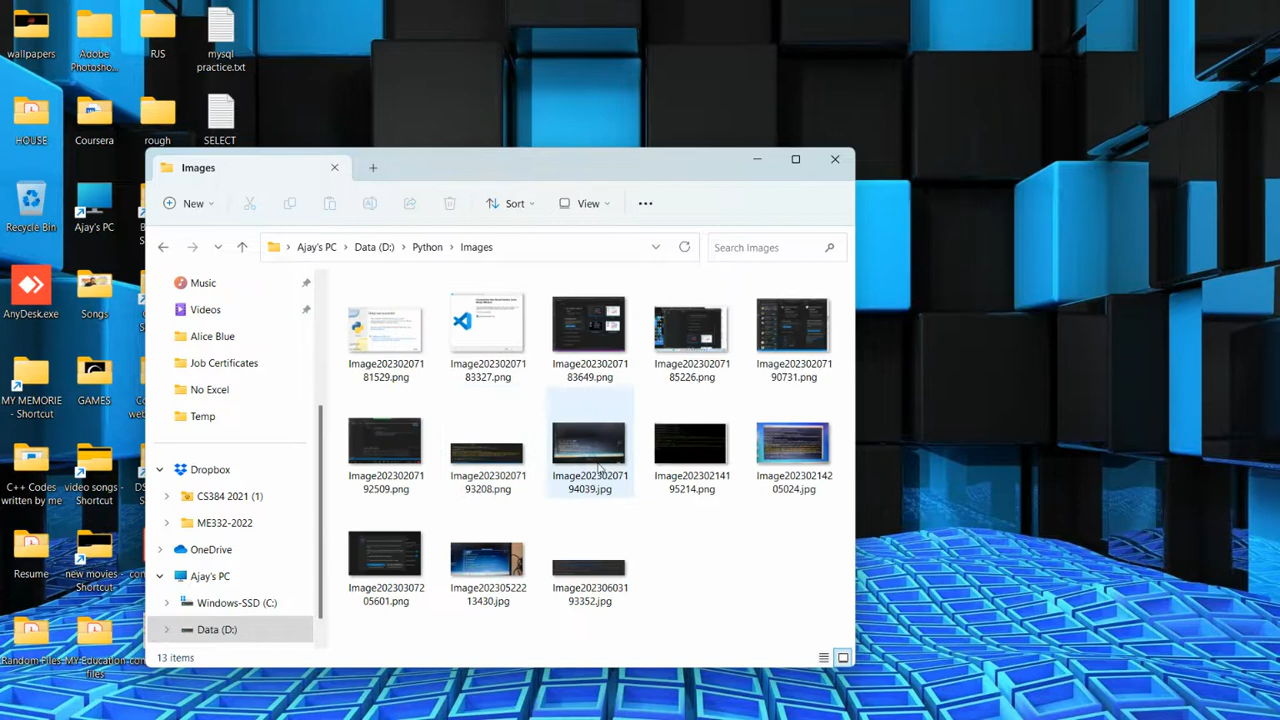 wallpapers
Adobe
Photosho...
RJS
mysql
practice.txt
HOUSE
Coursera
rough
SELECT
Recycle Bin
Ajay's PC
AnyDesk.exe
Songs
MY MEMORIE
- Shortcut
GAMES
C++ Codes
written by me
video songs -
Shortcut
Resume
new movies -
Shortcut
Random Files
MY Education
files
Images
New
Sort
View
Ajay's PC
Data (D:)
Python
Images
Search Images
Music
Videos
Alice Blue
Job Certificates
No Excel
Temp
Dropbox
CS384 2021 (1)
ME332-2022
OneDrive
Ajay's PC
Windows-SSD (C:)
Data (D:)
Image202302071
81529.png
Image202302071
83327.png
Image202302071
83649.png
Image202302071
85226.png
Image202302071
90731.png
Image202302071
92509.png
Image202302071
93208.png
Image202302071
94039.jpg
Image202302141
95214.png
Image202302142
05024.jpg
Image202303072
05601.png
Image202305222
13430.jpg
Image202306031
93352.jpg
13 items